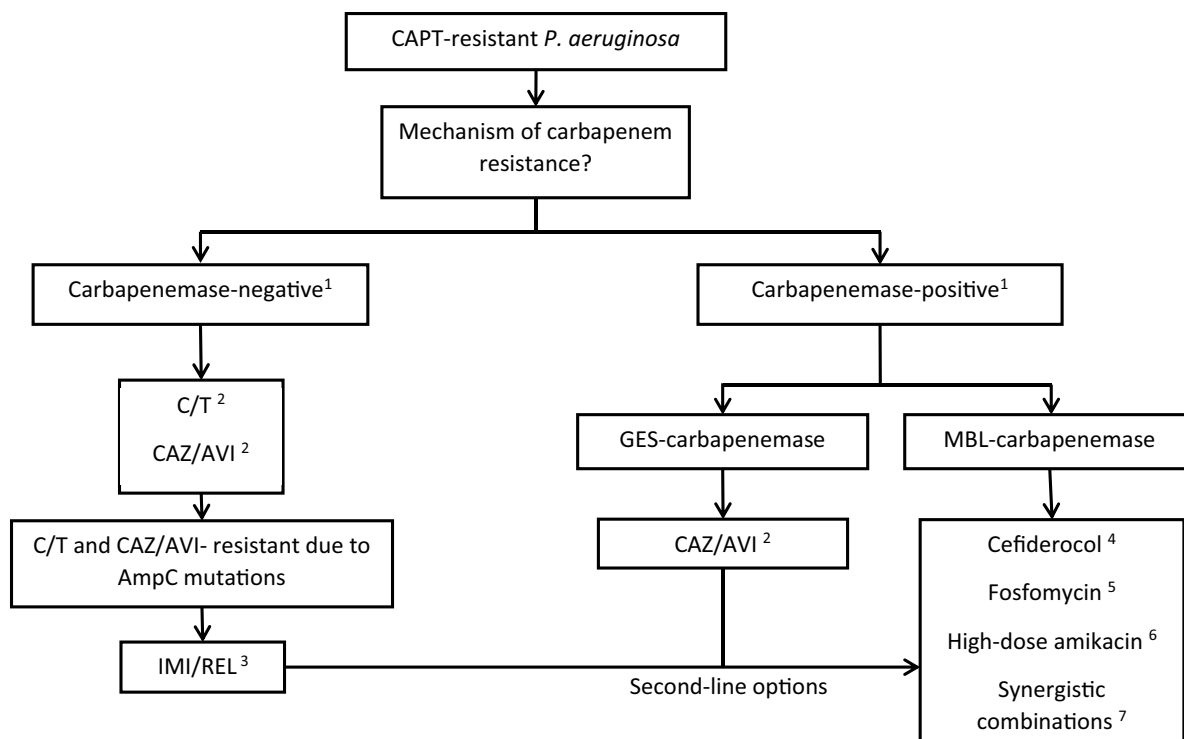 CAPT-resistant P. aeruginosa
Mechanism of carbapenem
resistance?
Carbapenemase-negative¹
Carbapenemase-positive¹
C/T ²
CAZ/AVI ²
GES-carbapenemase
MBL-carbapenemase
C/T and CAZ/AVI- resistant due to
AmpC mutations
CAZ/AVI ²
Cefiderocol ⁴
Fosfomycin ⁵
High-dose amikacin ⁶
Synergistic
combinations ⁷
IMI/REL ³
Second-line options